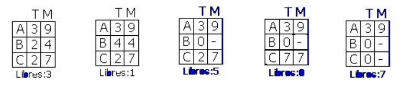 T M
A 3 9
B 2 4
C 2 7
Libres:3
T M
A 3 9
B 4 4
C 2 7
Libres:1
T M
A 3 9
B 0 -
C 2 7
Libres:5
T M
A 3 9
B 0 -
C 7 7
Libres:0
T M
A 3 9
B 0 -
C 0 -
Libres:7